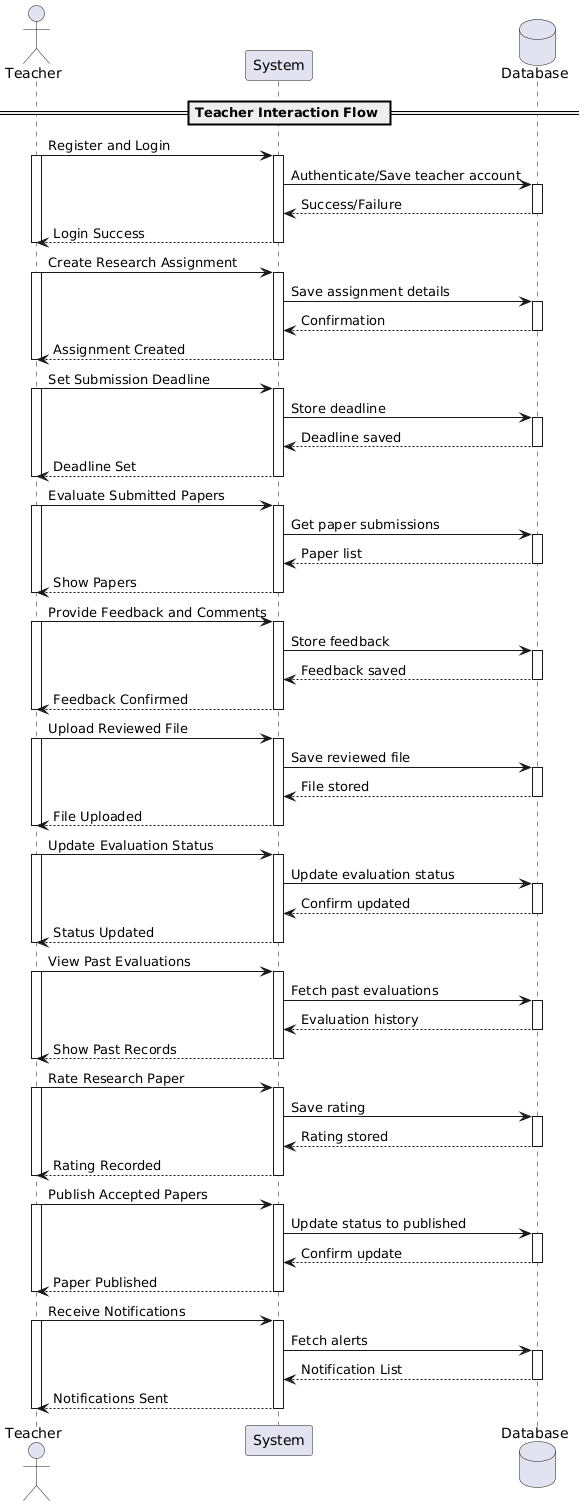 Teacher
System
Database
Teacher Interaction Flow
Register and Login
Authenticate/Save teacher account
Success/Failure
Login Success
Create Research Assignment
Save assignment details
Confirmation
Assignment Created
Set Submission Deadline
Store deadline
Deadline saved
Deadline Set
Evaluate Submitted Papers
Get paper submissions
Paper list
Show Papers
Provide Feedback and Comments
Store feedback
Feedback saved
Feedback Confirmed
Upload Reviewed File
Save reviewed file
File stored
File Uploaded
Update Evaluation Status
Update evaluation status
Confirm updated
Status Updated
View Past Evaluations
Fetch past evaluations
Evaluation history
Show Past Records
Rate Research Paper
Save rating
Rating stored
Rating Recorded
Publish Accepted Papers
Update status to published
Confirm update
Paper Published
Receive Notifications
Fetch alerts
Notification List
Notifications Sent
Teacher
System
Database